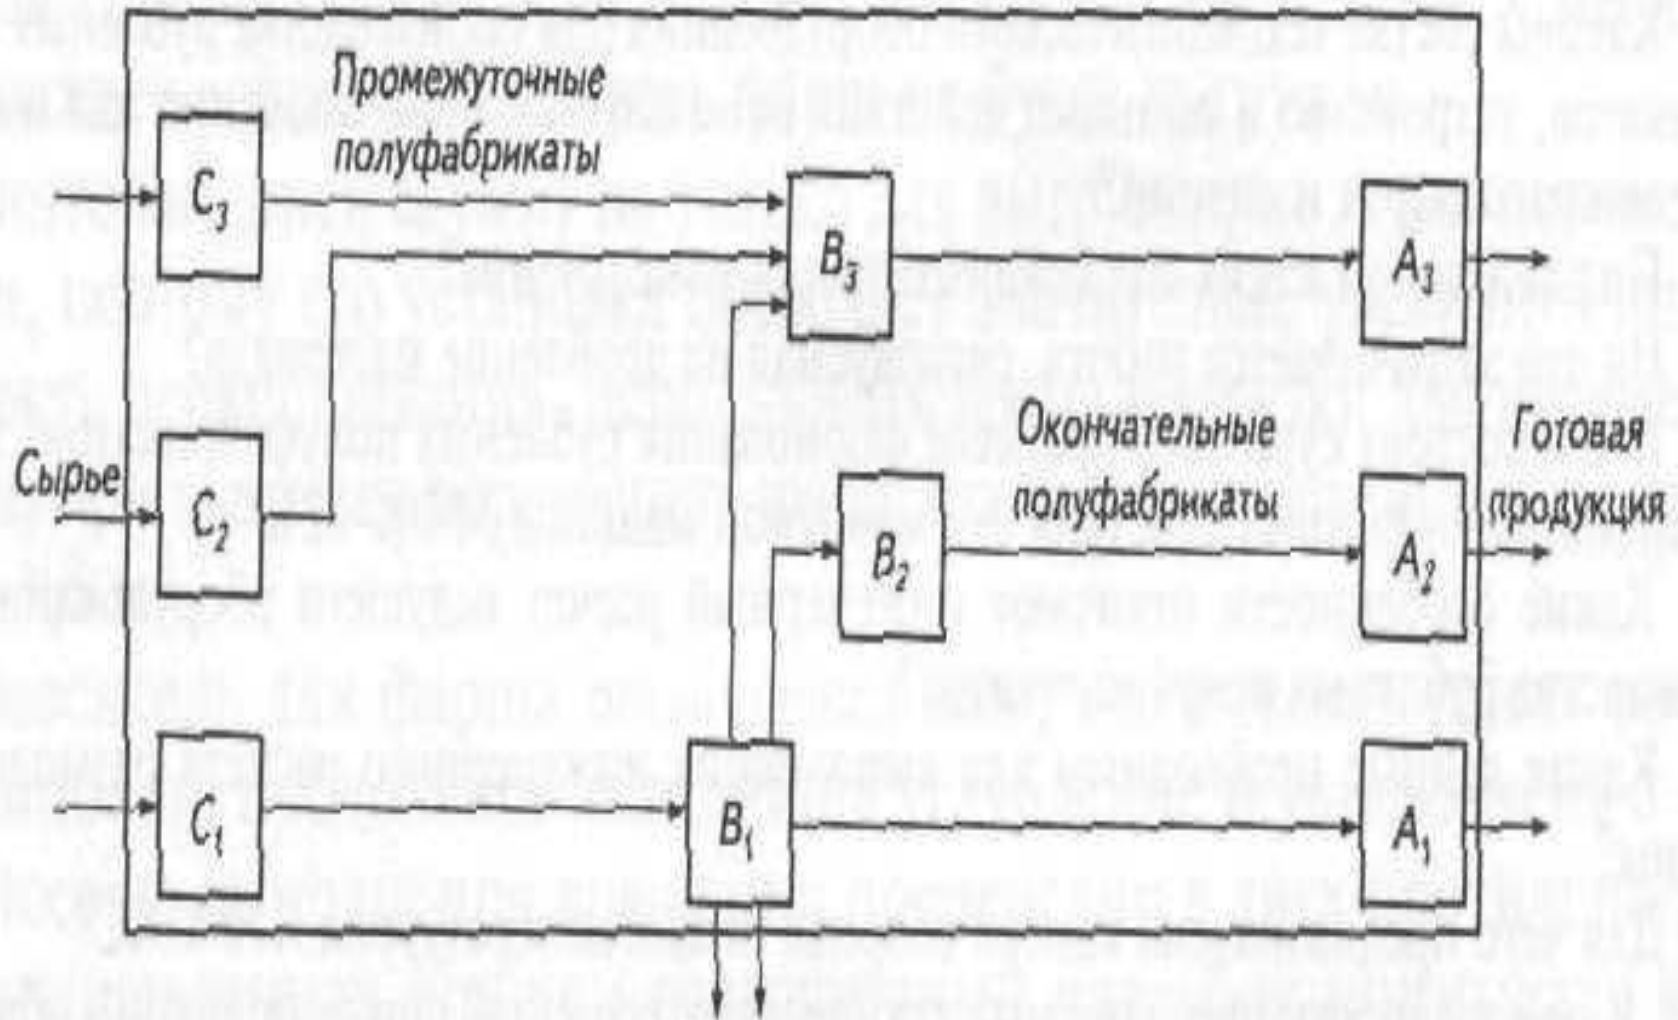 Промежуточные
полуфабрикаты
C₃
B₃
A₃
Окончательные
полуфабрикаты
Готовая
продукция
Сырье
C₂
B₂
A₂
C₁
B₁
A₁